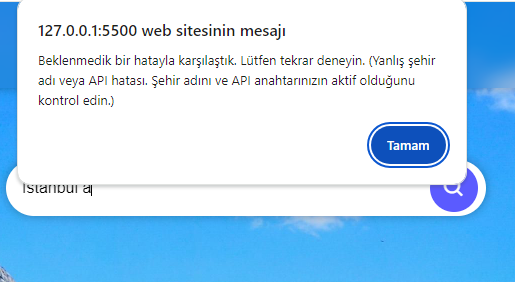 127.0.0.1:5500 web sitesinin mesajı
Beklenmedik bir hatayla karşılaştık. Lütfen tekrar deneyin. (Yanlış şehir
adı veya API hatası. Şehir adını ve API anahtarınızın aktif olduğunu
kontrol edin.)
Tamam
İstanbul a